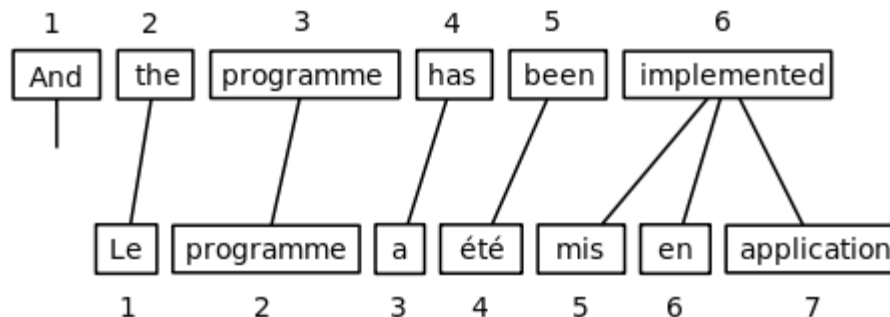 1 2 3 4 5 6
And the programme has been implemented
Le programme a été mis en application
1 2 3 4 5 6 7